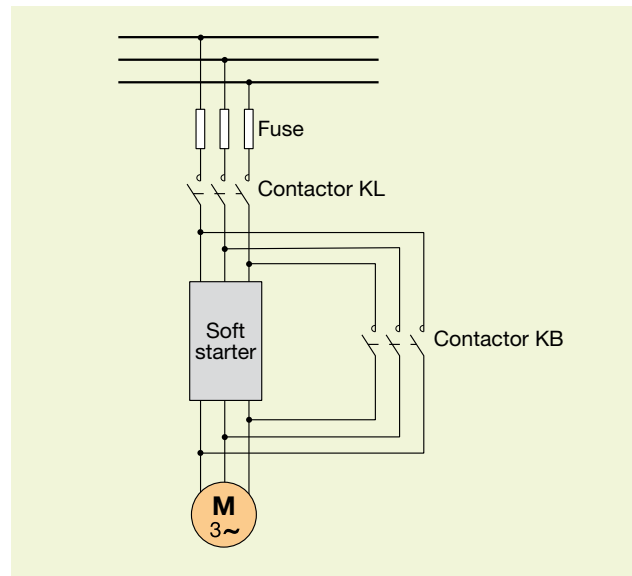 Fuse
Contactor KL
Soft
starter
Contactor KB
M
3~